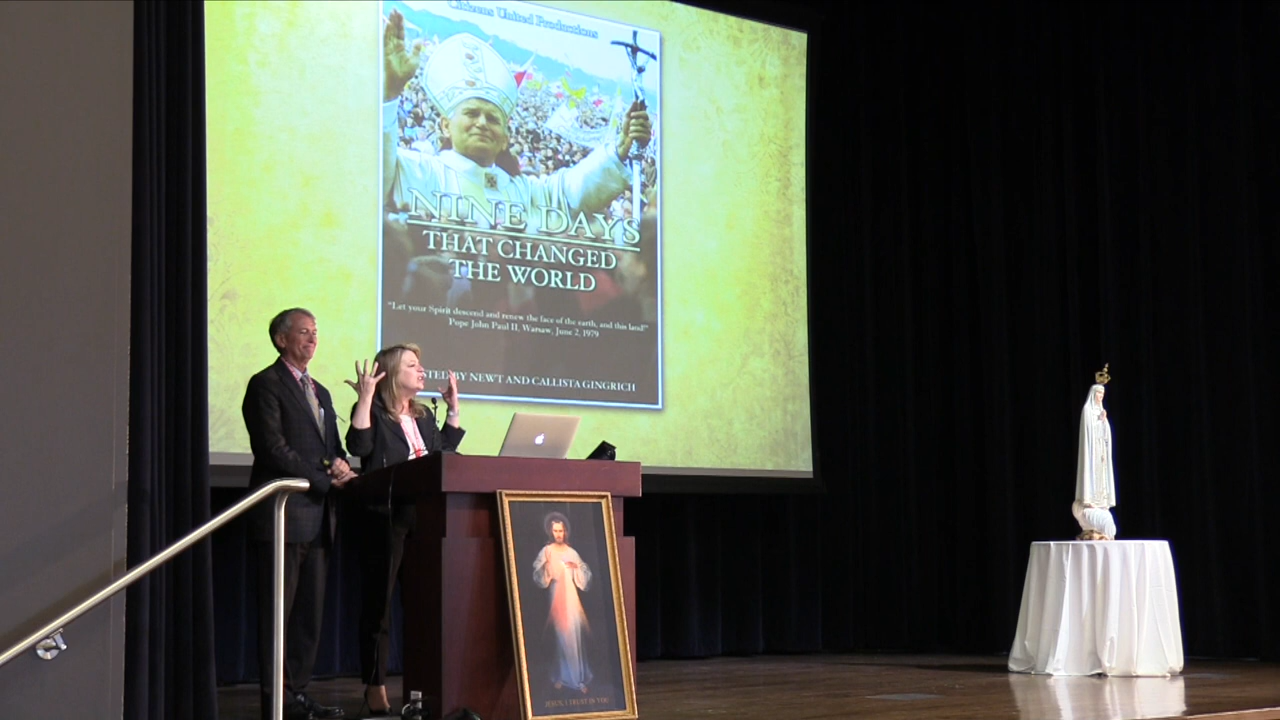 Citizens United Productions
NINE DAYS
THAT CHANGED
THE WORLD
"Let your Spirit descend and renew the face of the earth, and this land"
Pope John Paul II, Warsaw, June 2, 1979
STED BY NEWT AND CALLISTA GINGRICH
JESUS, I TRUST IN YOU